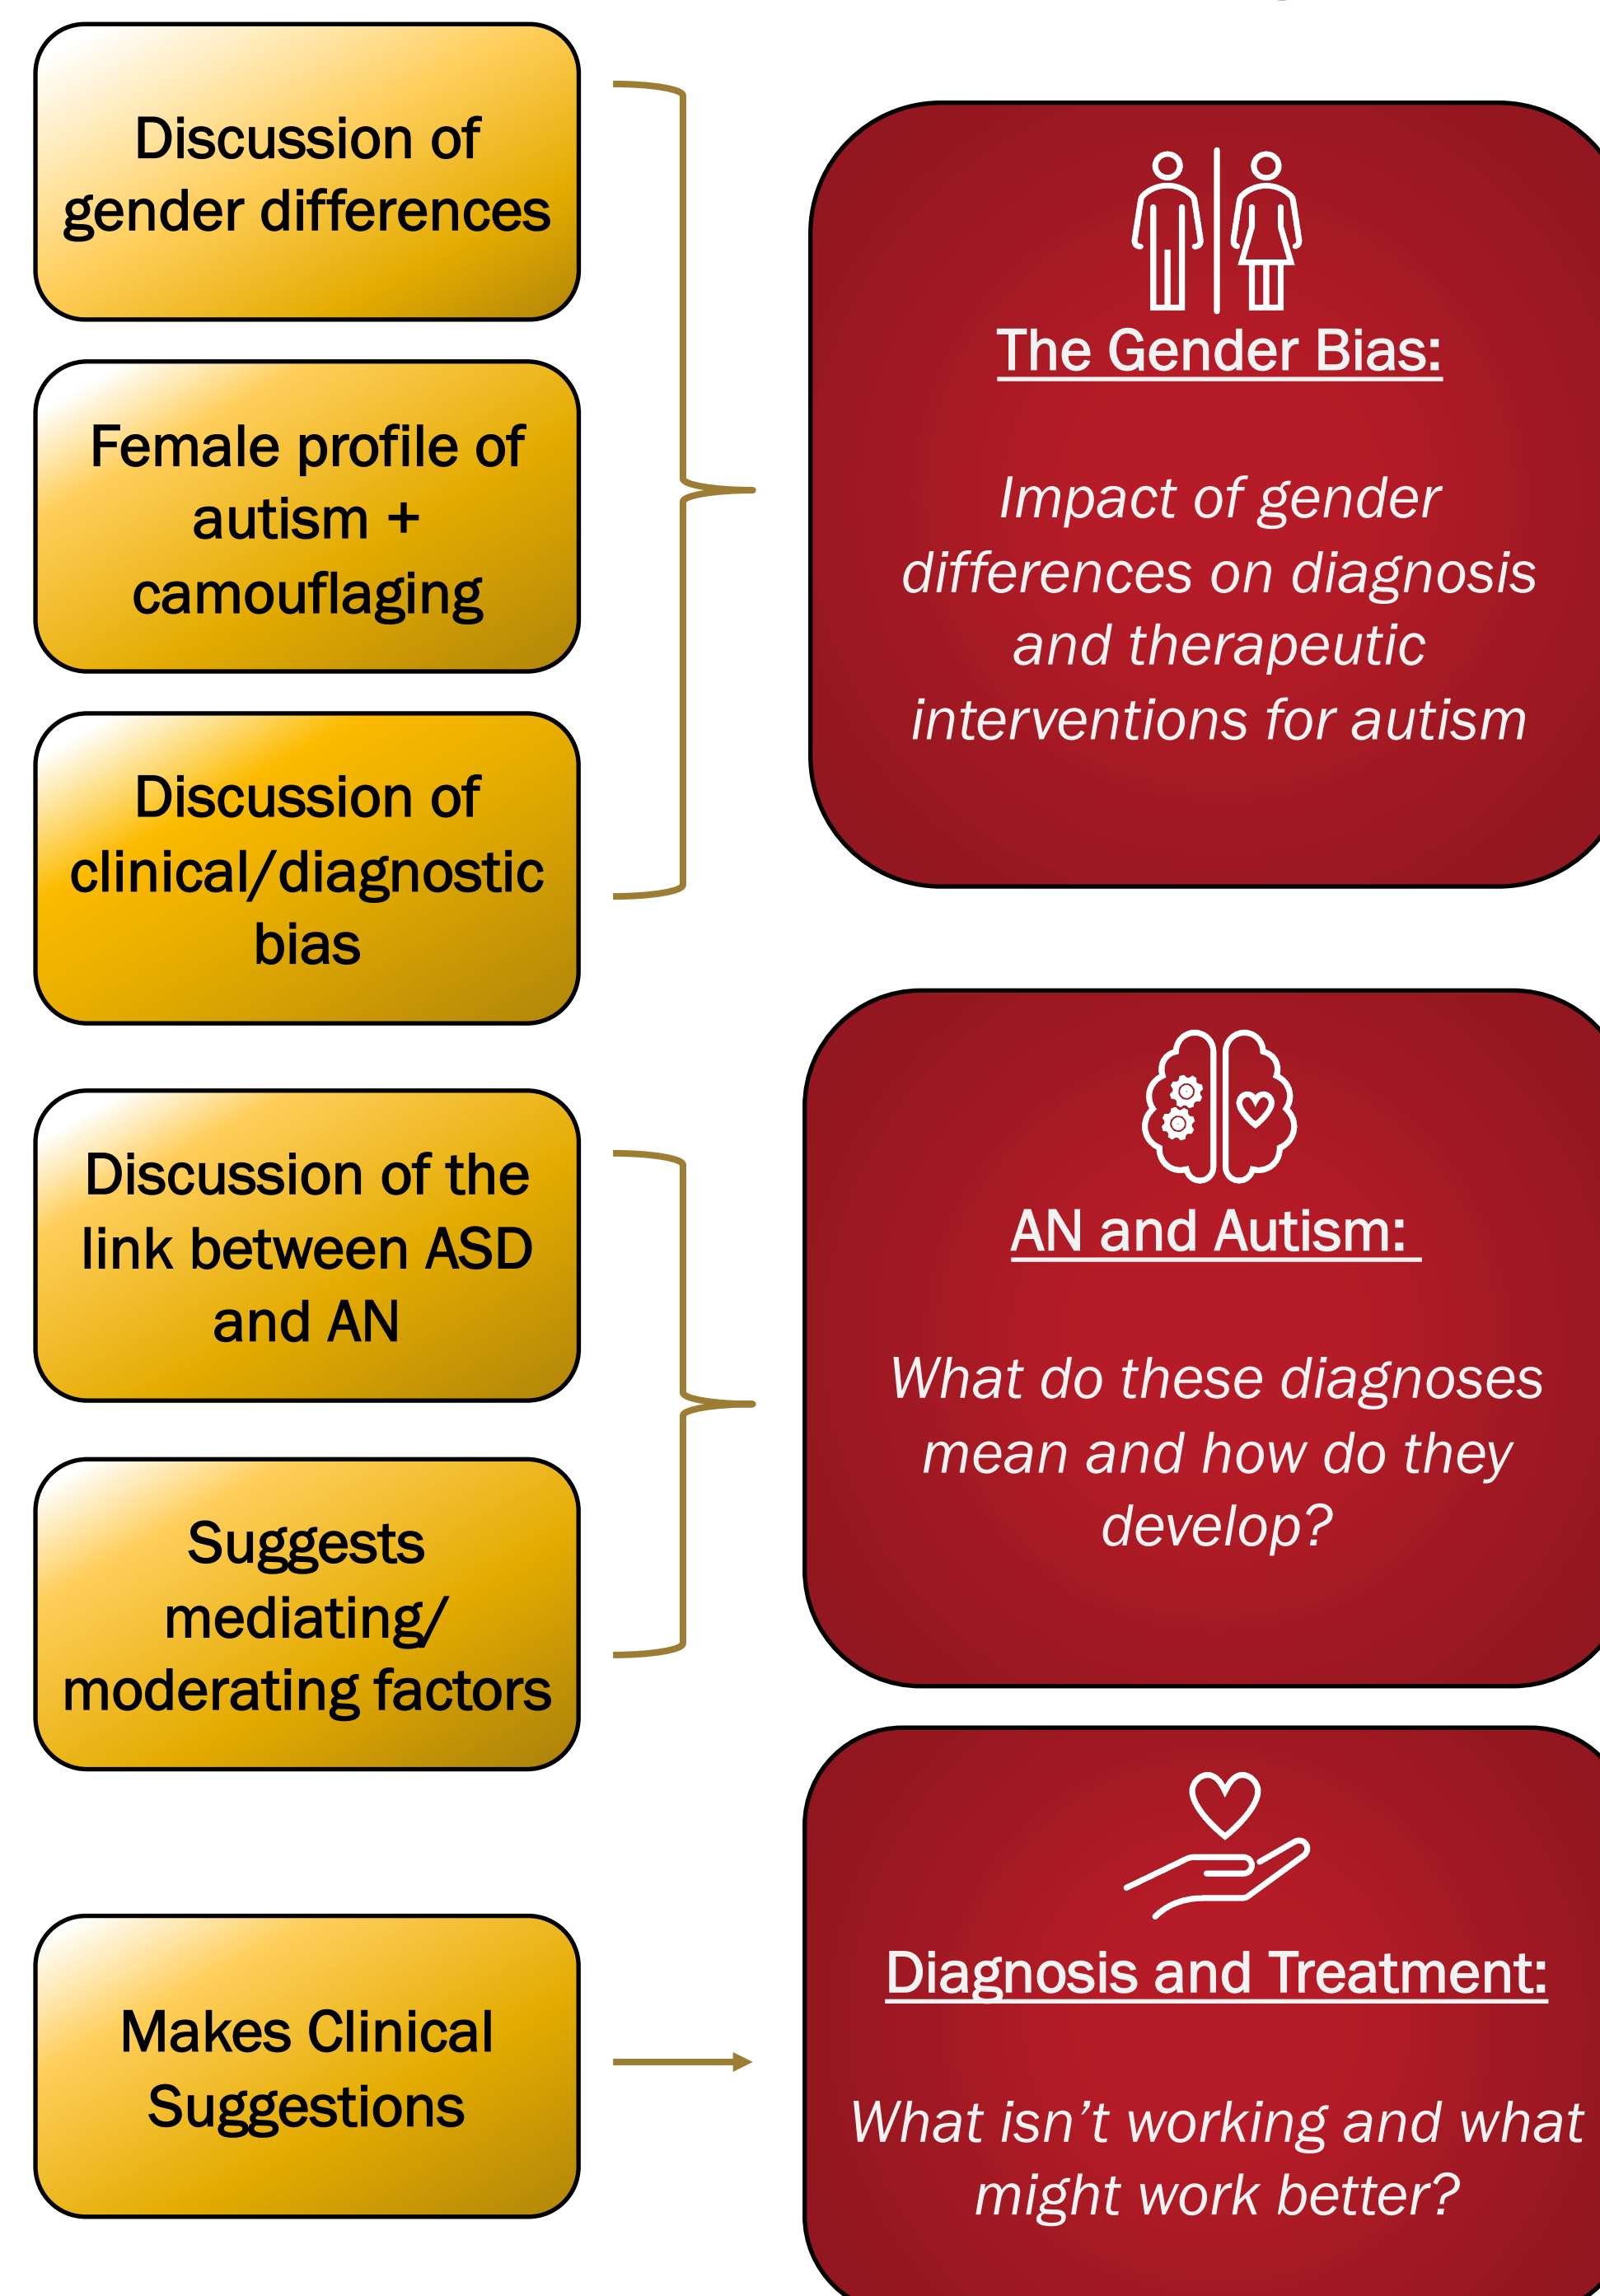 Discussion of
gender differences
Female profile of
autism +
camouflaging
Discussion of
clinical/diagnostic
bias
The Gender Bias:
Impact of gender
differences on diagnosis
and therapeutic
interventions for autism
Discussion of the
link between ASD
and AN
Suggests
mediating/
moderating factors
AN and Autism:
What do these diagnoses
mean and how do they
develop?
Makes Clinical
Suggestions
Diagnosis and Treatment:
What isn’t working and what
might work better?